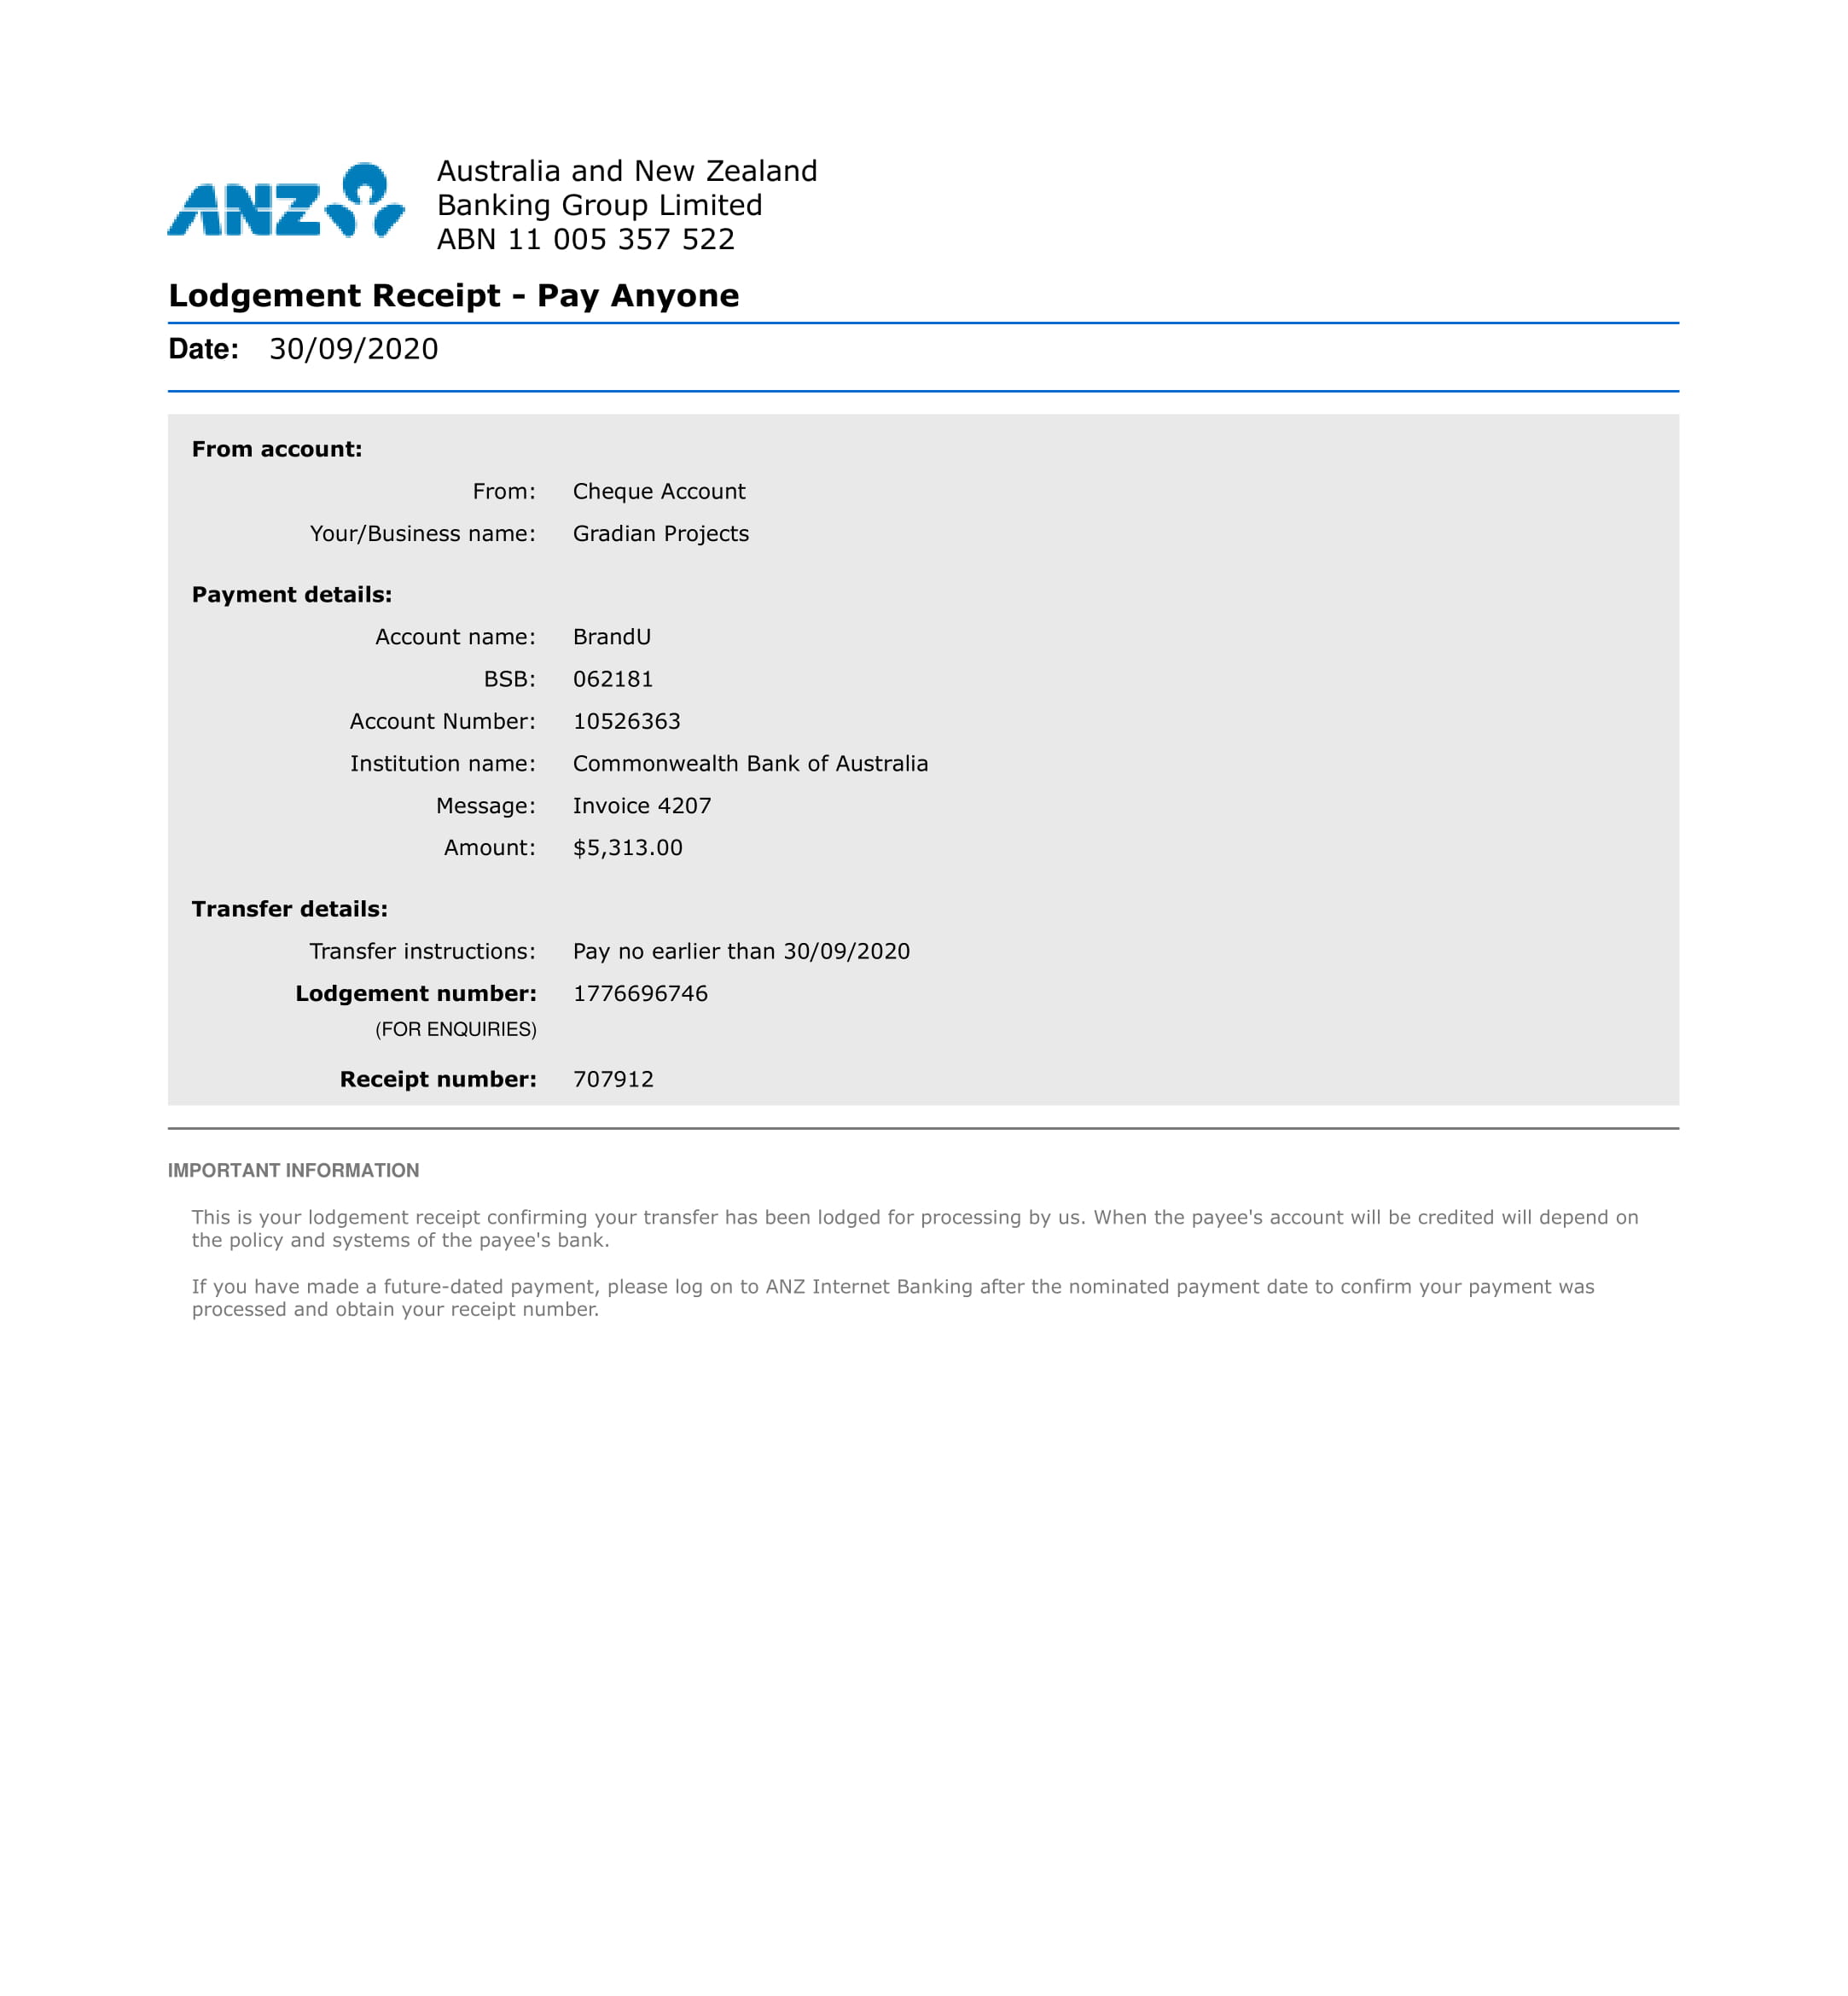 ANZ
Australia and New Zealand
Banking Group Limited
ABN 11 005 357 522
Lodgement Receipt - Pay Anyone
Date: 30/09/2020
From account:
From: Cheque Account
Your/Business name: Gradian Projects
Payment details:
Account name: BrandU
BSB: 062181
Account Number: 10526363
Institution name: Commonwealth Bank of Australia
Message: Invoice 4207
Amount: $5,313.00
Transfer details:
Transfer instructions: Pay no earlier than 30/09/2020
Lodgement number: 1776696746
(FOR ENQUIRIES)
Receipt number: 707912
IMPORTANT INFORMATION
This is your lodgement receipt confirming your transfer has been lodged for processing by us. When the payee's account will be credited will depend on
the policy and systems of the payee's bank.
If you have made a future-dated payment, please log on to ANZ Internet Banking after the nominated payment date to confirm your payment was
processed and obtain your receipt number.